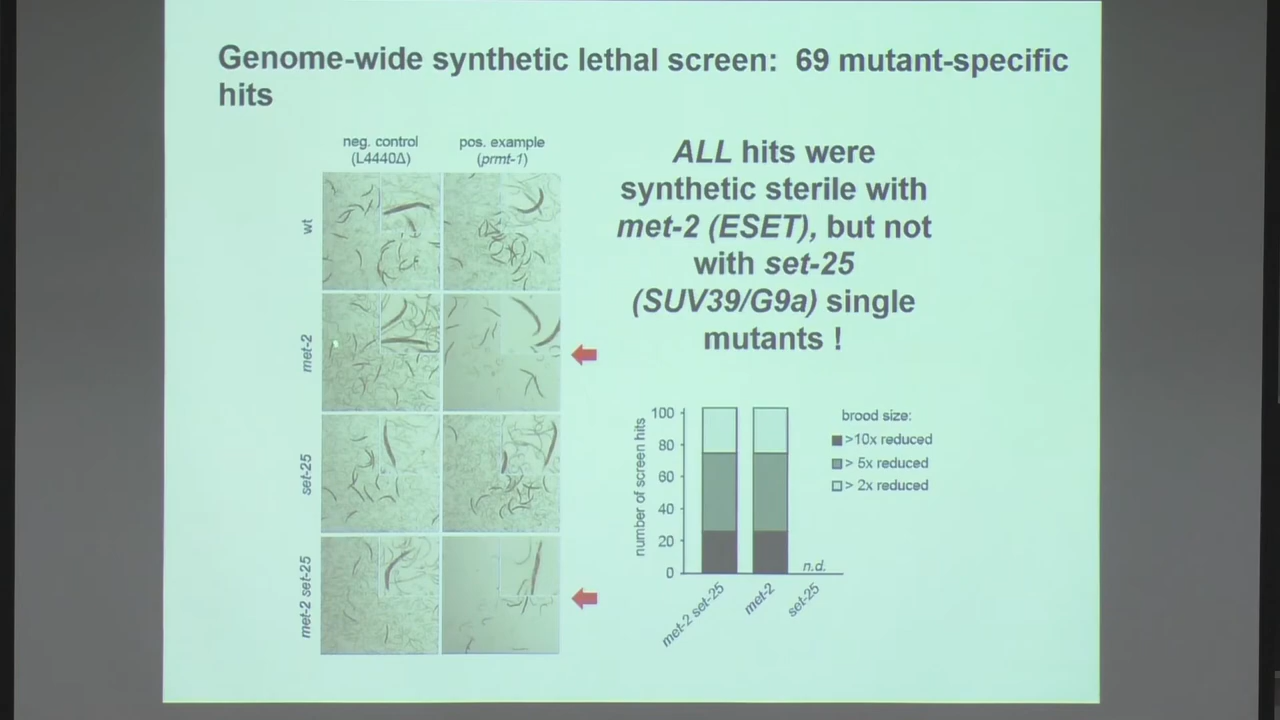 Genome-wide synthetic lethal screen: 69 mutant-specific
hits
neg. control
(L4440Δ)
pos. example
(prmt-1)
wt
met-2
set-25
met-2 set-25
ALL hits were
synthetic sterile with
met-2 (ESET), but not
with set-25
(SUV39/G9a) single
mutants !
number of screen hits
100
80
60
40
20
0
n.d.
met-2 set-25
met-2
set-25
brood size:
>10x reduced
> 5x reduced
> 2x reduced